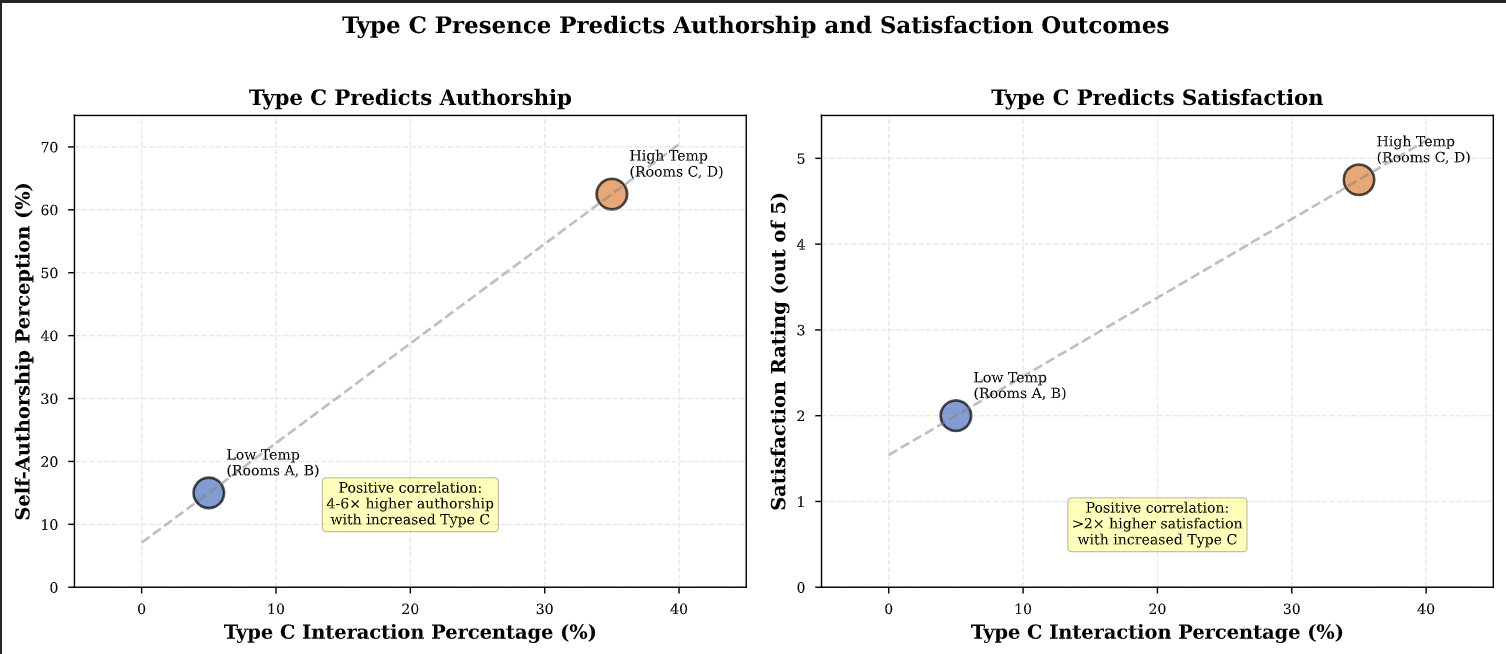 Type C Presence Predicts Authorship and Satisfaction Outcomes
Type C Predicts Authorship
Self-Authorship Perception (%)
70
60
50
40
30
20
10
0
High Temp
(Rooms C, D)
Low Temp
(Rooms A, B)
Positive correlation:
4-6× higher authorship
with increased Type C
0 10 20 30 40
Type C Interaction Percentage (%)
Type C Predicts Satisfaction
Satisfaction Rating (out of 5)
5
4
3
2
1
0
High Temp
(Rooms C, D)
Low Temp
(Rooms A, B)
Positive correlation:
>2× higher satisfaction
with increased Type C
0 10 20 30 40
Type C Interaction Percentage (%)